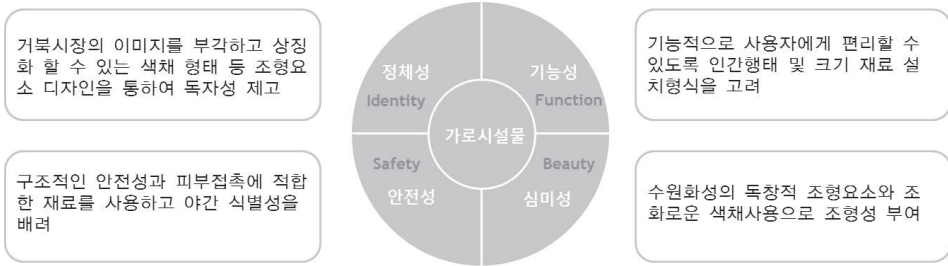 거북시장의 이미지를 부각하고 상징
화 할 수 있는 색채 형태 등 조형요
소 디자인을 통하여 독자성 제고
구조적인 안전성과 피부접촉에 적합
한 재료를 사용하고 야간 식별성을
배려
정체성
Identity
기능성
Function
가로시설물
Safety
안전성
Beauty
심미성
기능적으로 사용자에게 편리할 수
있도록 인간행태 및 크기 재료 설
치형식을 고려
수원화성의 독창적 조형요소와 조
화로운 색채사용으로 조형성 부여